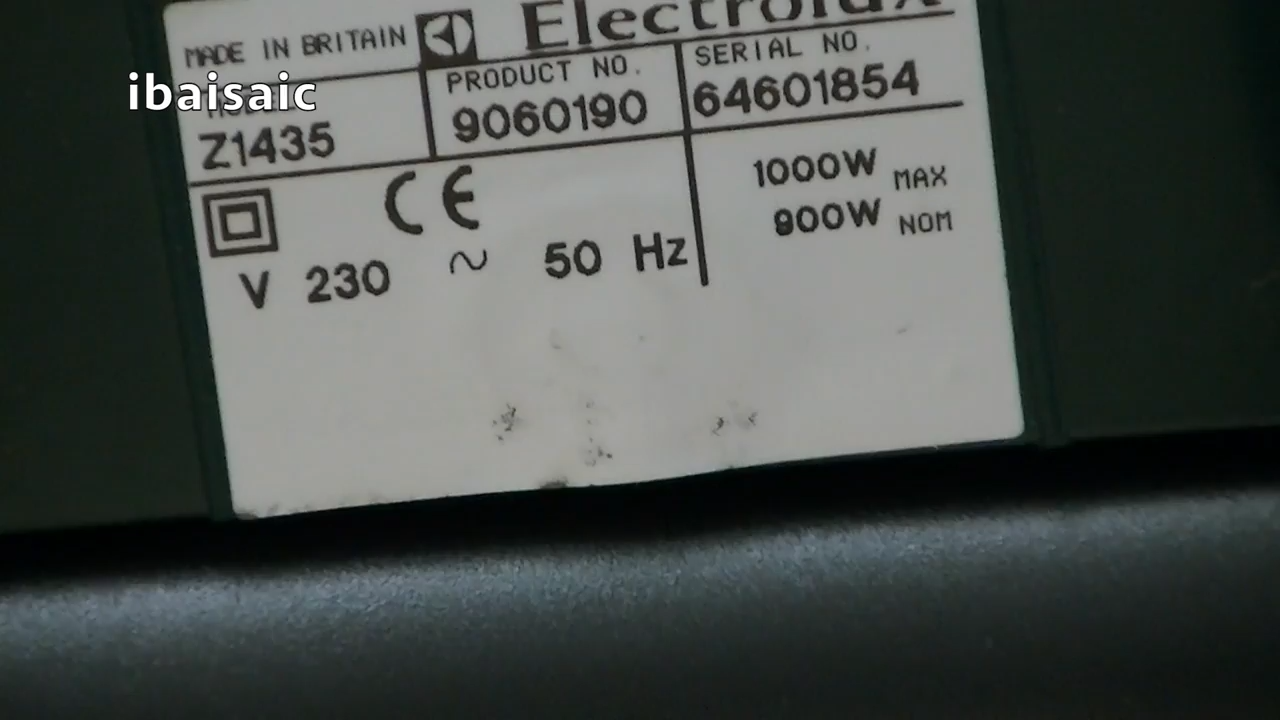 MADE IN BRITAIN Electrolux
ibaisaic
Z1435
PRODUCT NO.
9060190
SERIAL NO.
64601854
CE
V 230 ~ 50 Hz
1000W MAX
900W NOM